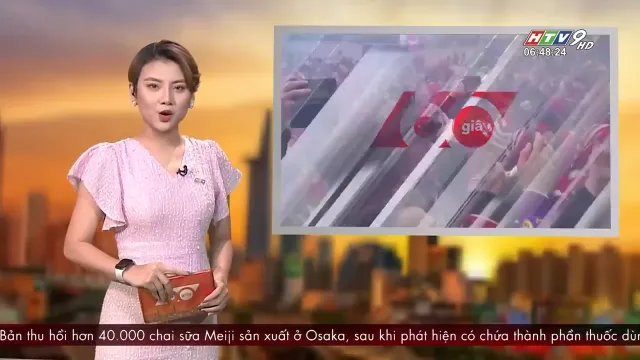 HTV9 HD
06:48:24
60 giây
Bản thu hồi hơn 40.000 chai sữa Meiji sản xuất ở Osaka, sau khi phát hiện có chứa thành phần thuốc dùn